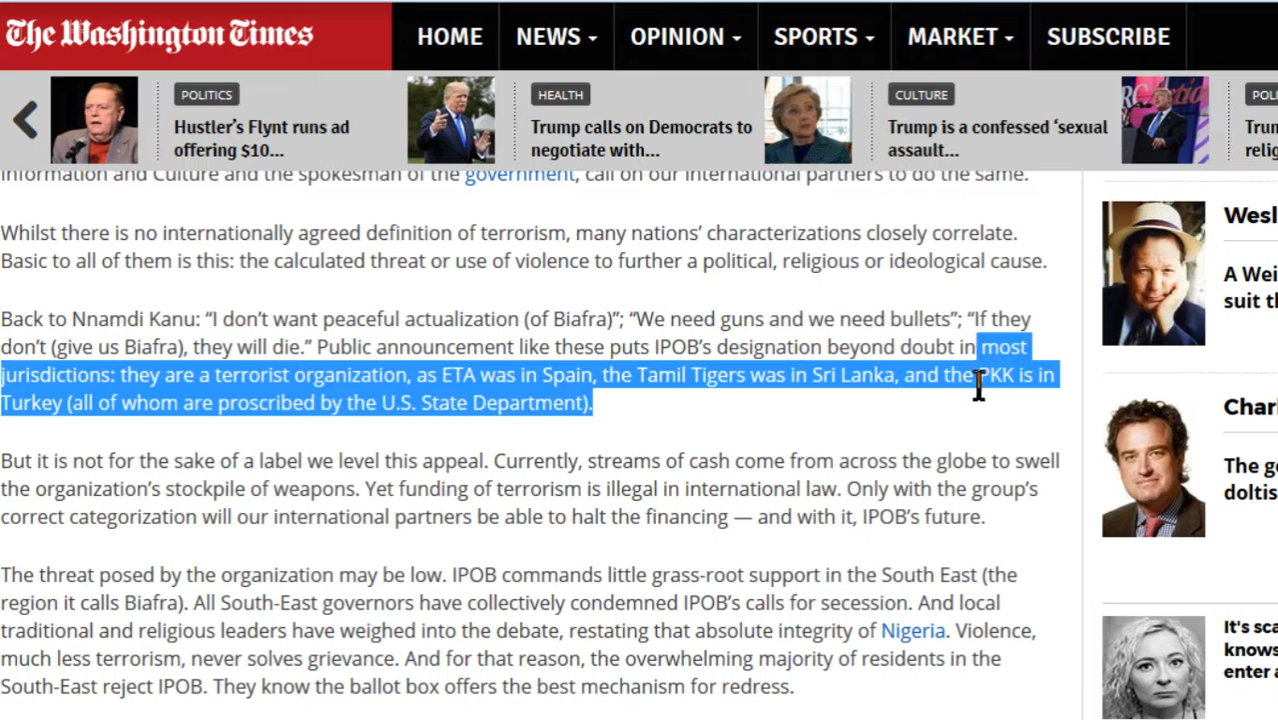 The Washington Times
HOME NEWS OPINION SPORTS MARKET SUBSCRIBE
POLITICS
Hustler’s Flynt runs ad
offering $10...
HEALTH
Trump calls on Democrats to
negotiate with...
CULTURE
Trump is a confessed ‘sexual
assault...
Information and Culture and the spokesman of the government, call on our international partners to do the same.
Whilst there is no internationally agreed definition of terrorism, many nations’ characterizations closely correlate.
Basic to all of them is this: the calculated threat or use of violence to further a political, religious or ideological cause.
Back to Nnamdi Kanu: “I don’t want peaceful actualization (of Biafra)”; “We need guns and we need bullets”; “If they
don’t (give us Biafra), they will die.” Public announcement like these puts IPOB’s designation beyond doubt in most
jurisdictions: they are a terrorist organization, as ETA was in Spain, the Tamil Tigers was in Sri Lanka, and the PKK is in
Turkey (all of whom are proscribed by the U.S. State Department).
But it is not for the sake of a label we level this appeal. Currently, streams of cash come from across the globe to swell
the organization’s stockpile of weapons. Yet funding of terrorism is illegal in international law. Only with the group’s
correct categorization will our international partners be able to halt the financing — and with it, IPOB’s future.
The threat posed by the organization may be low. IPOB commands little grass-root support in the South East (the
region it calls Biafra). All South-East governors have collectively condemned IPOB’s calls for secession. And local
traditional and religious leaders have weighed into the debate, restating that absolute integrity of Nigeria. Violence,
much less terrorism, never solves grievance. And for that reason, the overwhelming majority of residents in the
South-East reject IPOB. They know the ballot box offers the best mechanism for redress.
Wesl
A Wei
suit th
Charl
The go
doltis
It's sca
knows
enter a